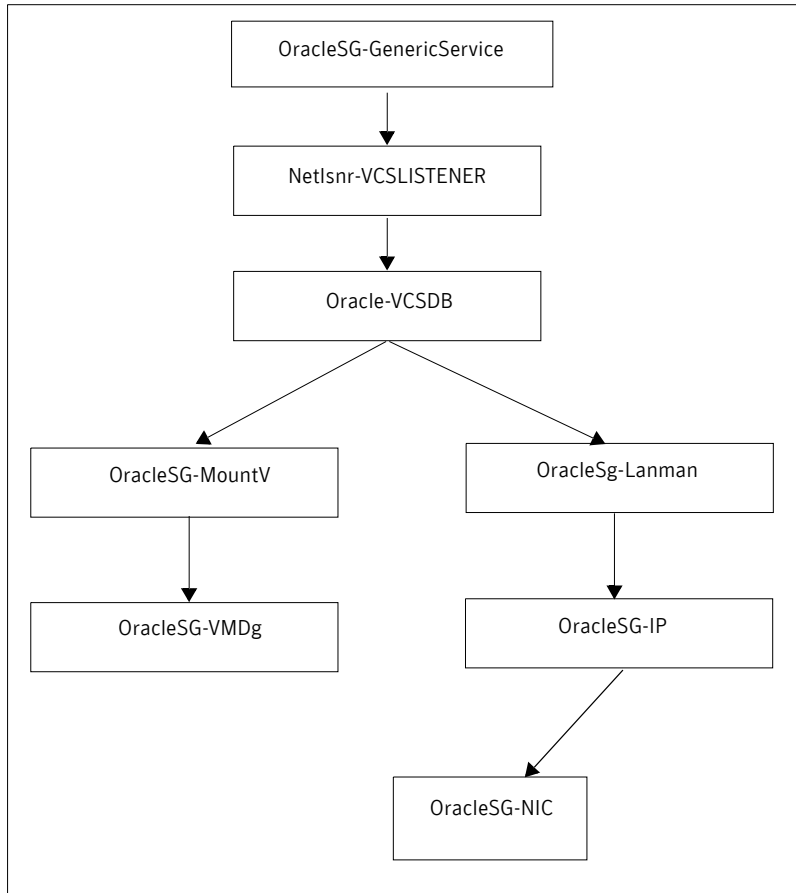 OracleSG-GenericService
Netlsnr-VCSLISTENER
Oracle-VCSDB
OracleSG-MountV
OracleSg-Lanman
OracleSG-VMDg
OracleSG-IP
OracleSG-NIC